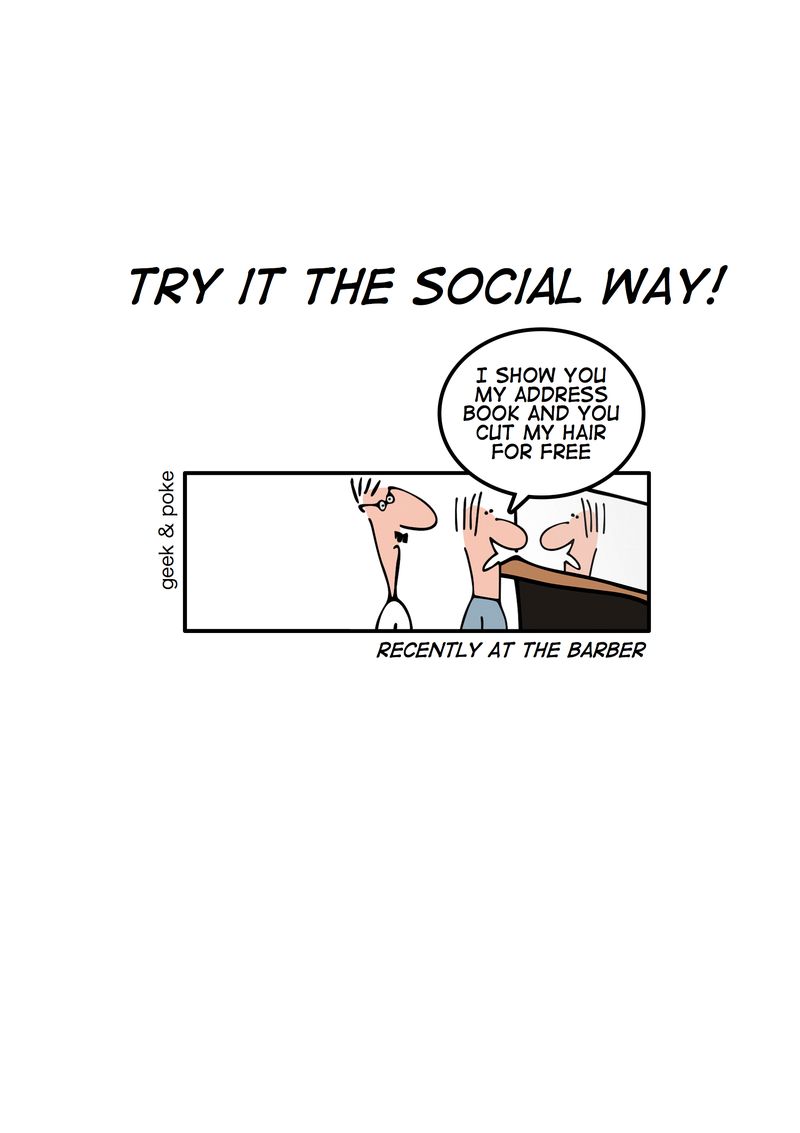 TRY IT THE SOCIAL WAY!
I SHOW YOU
MY ADDRESS
BOOK AND YOU
CUT MY HAIR
FOR FREE
geek & poke
RECENTLY AT THE BARBER